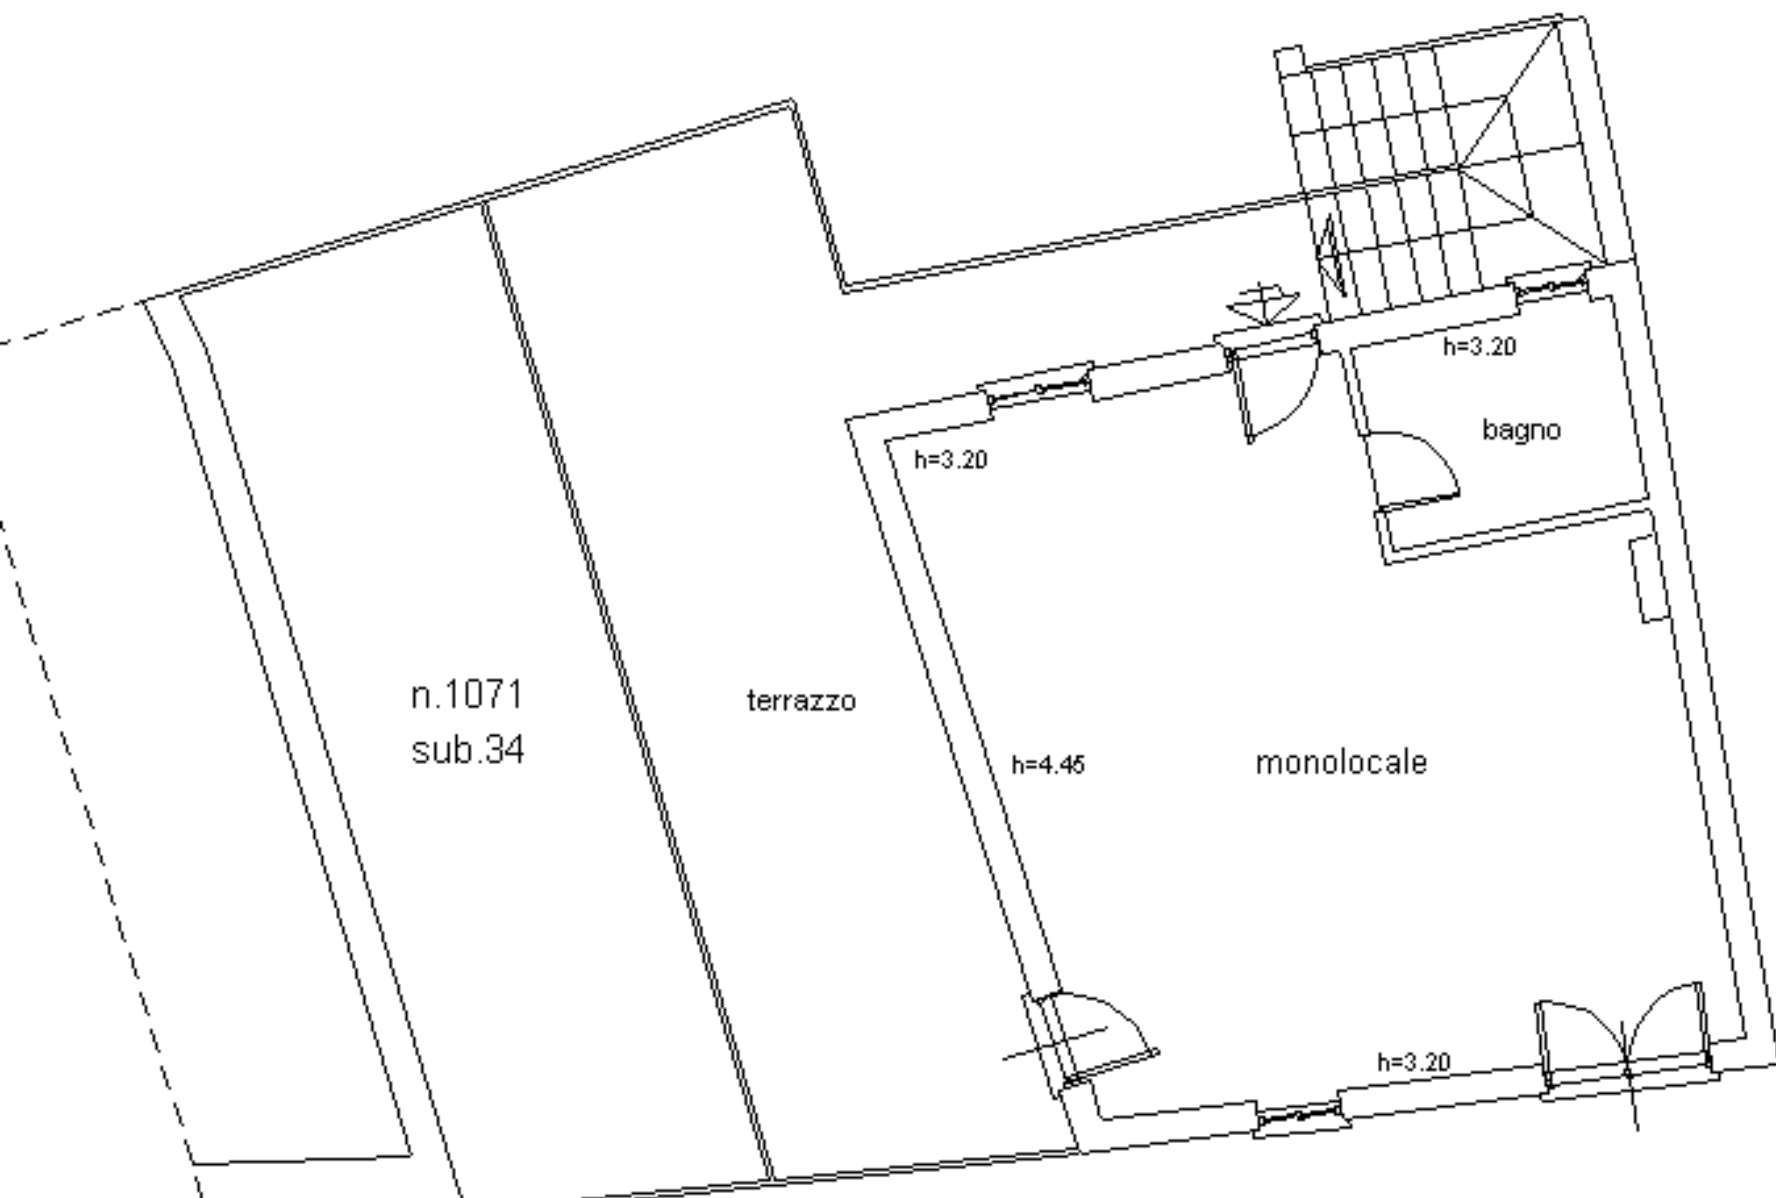 h=3.20
bagno
h=3.20
n.1071
sub.34
terrazzo
h=4.45
monolocale
h=3.20